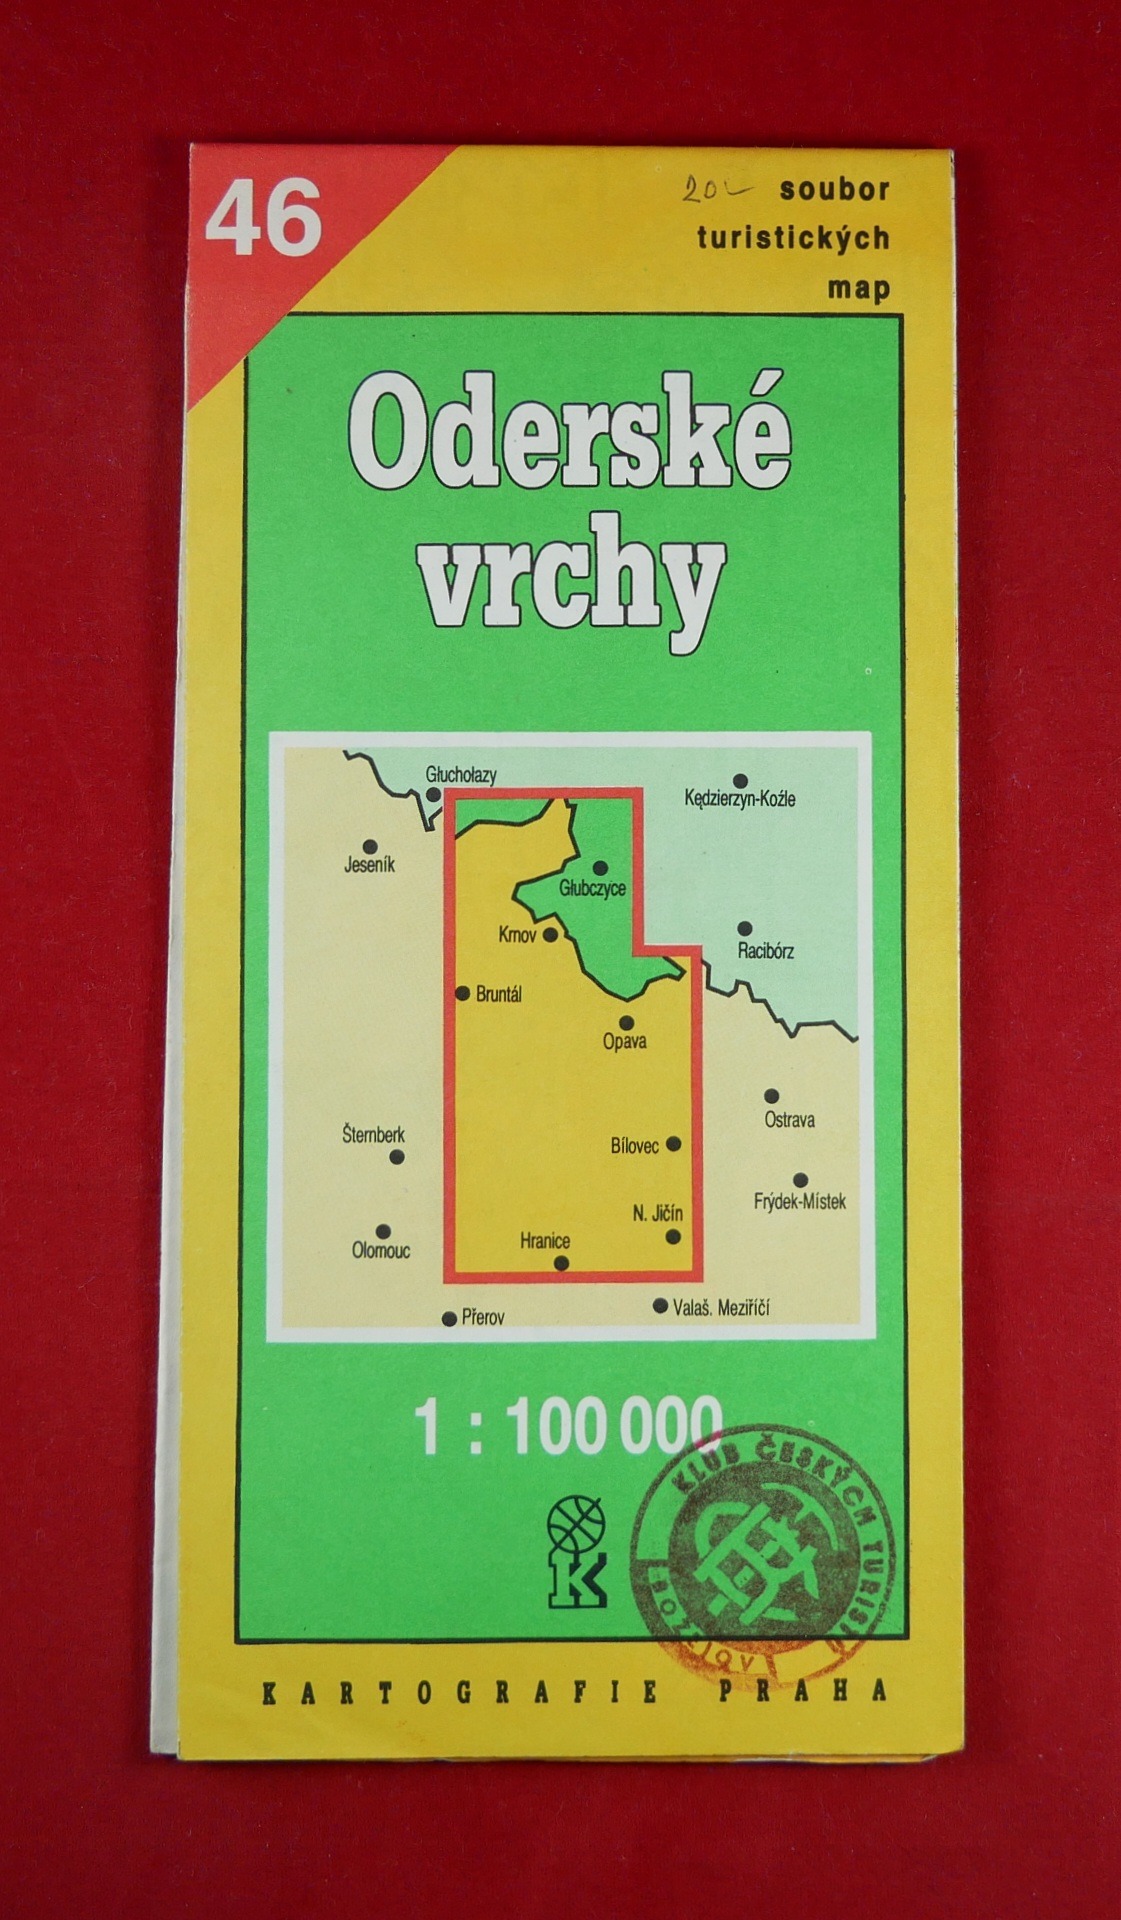 46
20
soubor
turistických
map
Oderské
vrchy
Głuchołazy
Kędzierzyn-Koźle
Jeseník
Głubczyce
Krnov
Racibórz
Bruntál
Opava
Ostrava
Šternberk
Bílovec
Frýdek-Místek
N. Jičín
Olomouc
Hranice
Přerov
Valaš. Meziříčí
1 : 100 000
KLUB ČESKÝCH TURIST
K
KARTOGRAFIE PRAHA